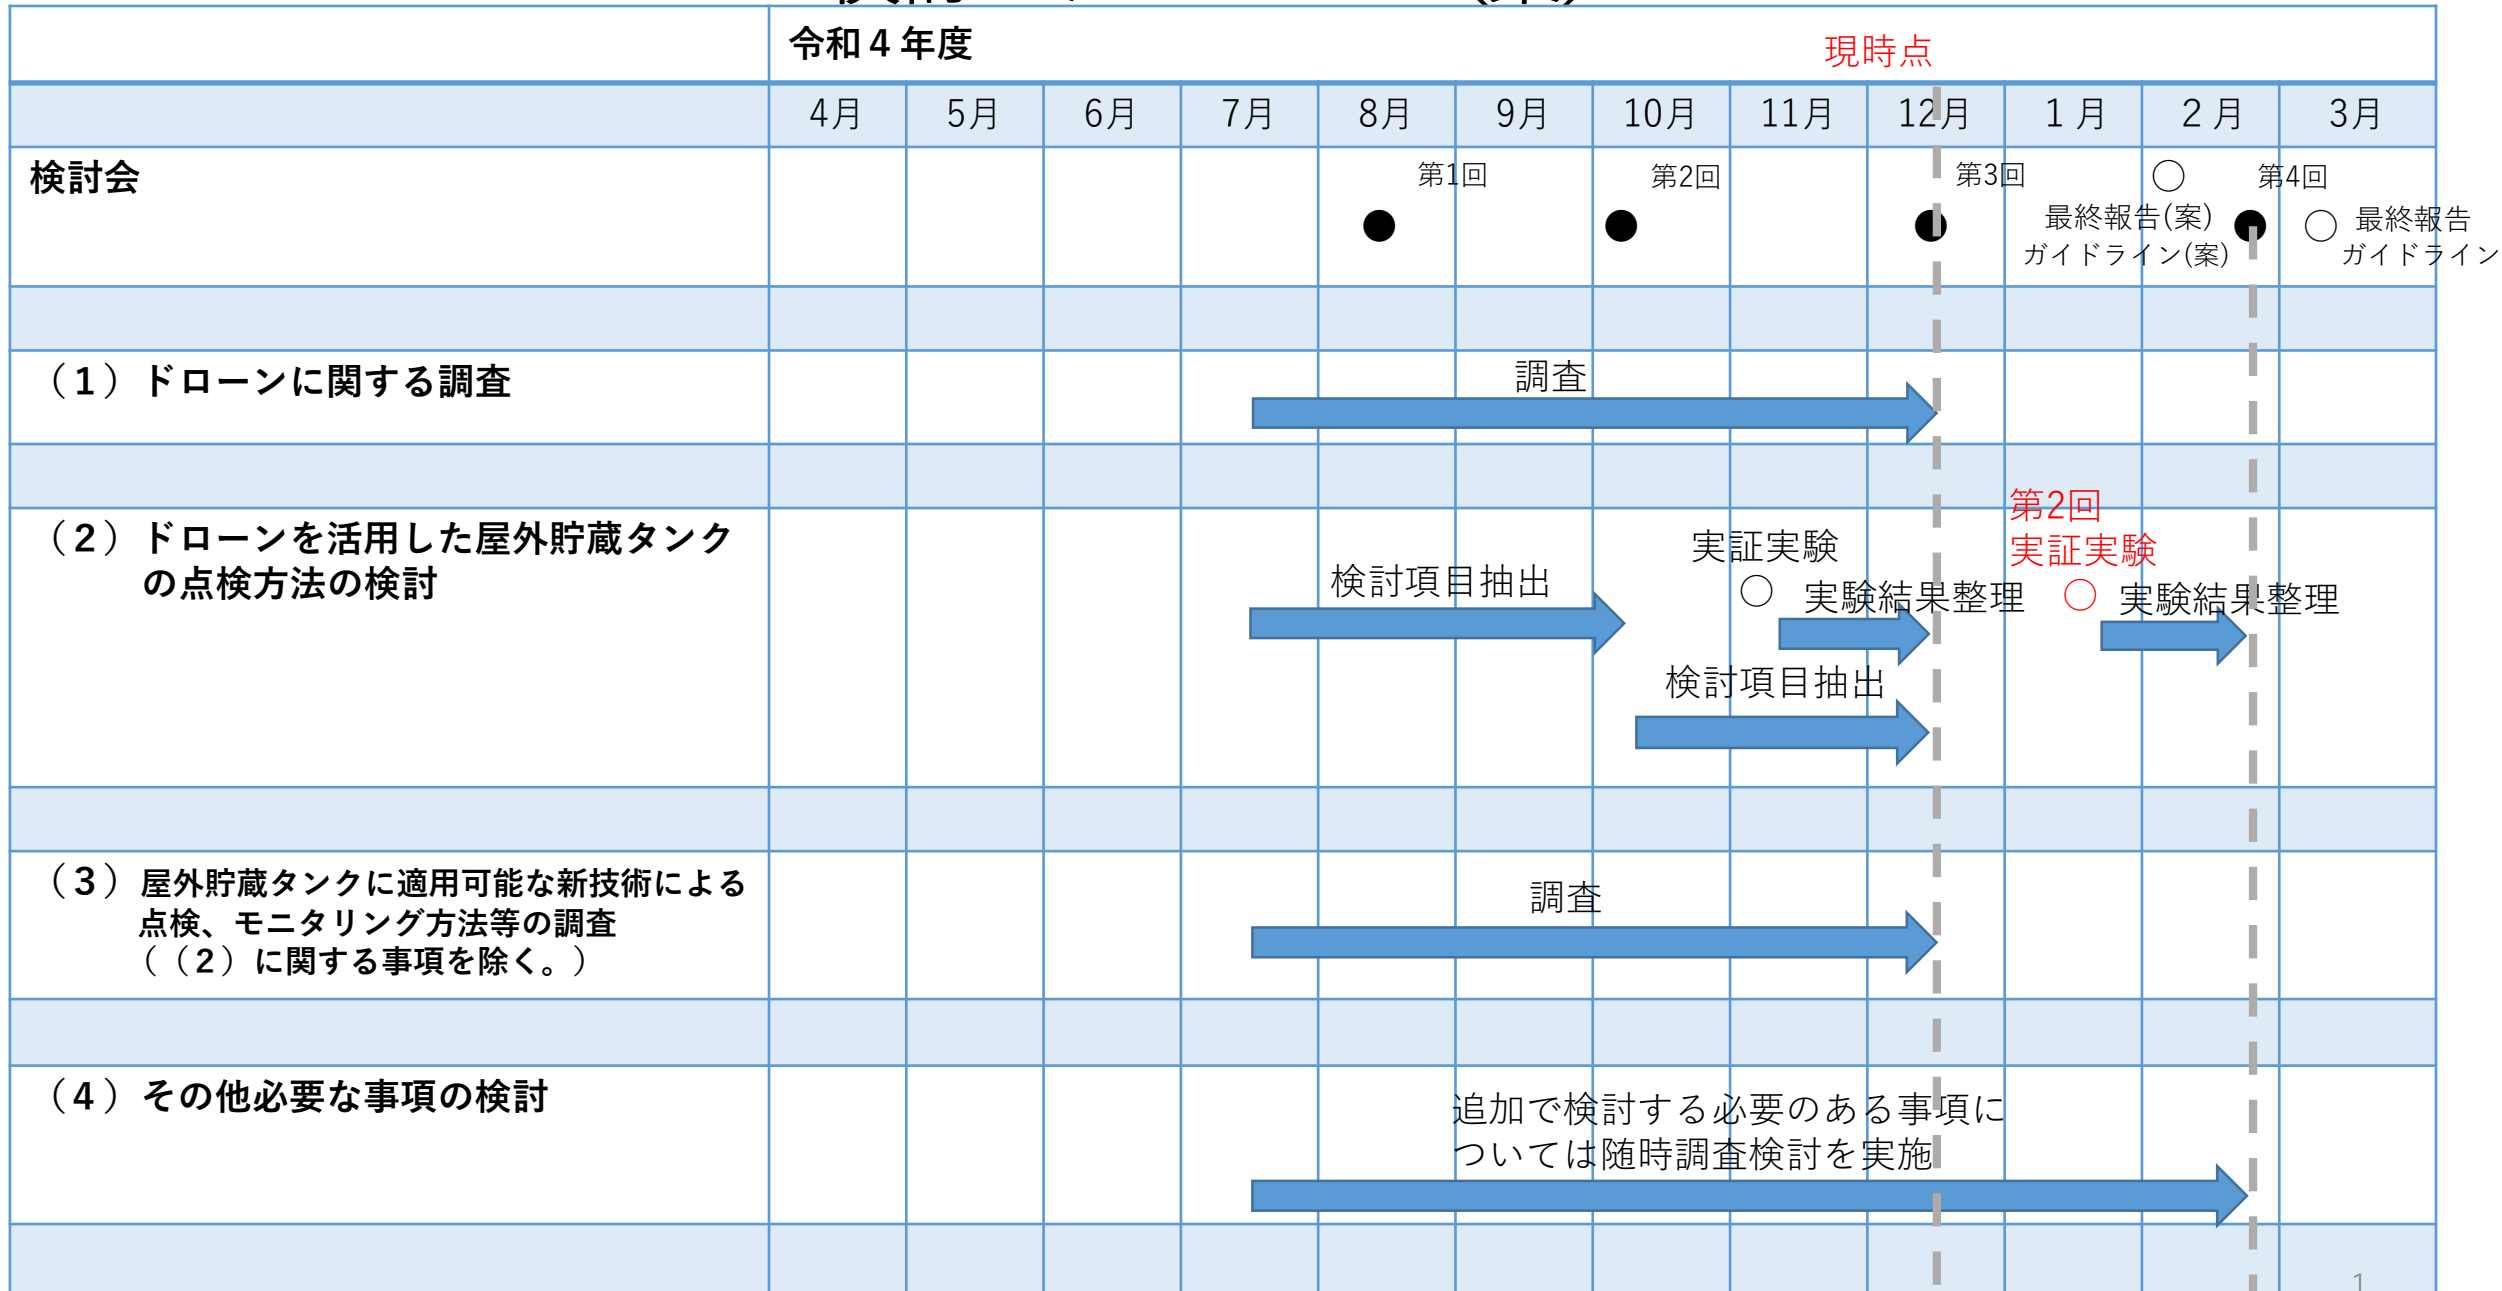 令和４年度
現時点
4月 5月 6月 7月 8月 9月 10月 11月 12月 1月 2月 3月
検討会
第1回
第2回
第3回
第4回
最終報告(案)
ガイドライン(案)
最終報告
ガイドライン
（１）ドローンに関する調査
調査
（２）ドローンを活用した屋外貯蔵タンク
の点検方法の検討
検討項目抽出
実証実験
実験結果整理
第2回
実証実験
実験結果整理
検討項目抽出
（３）屋外貯蔵タンクに適用可能な新技術による
点検、モニタリング方法等の調査
（（２）に関する事項を除く。）
調査
（４）その他必要な事項の検討
追加で検討する必要のある事項に
ついては随時調査検討を実施
1